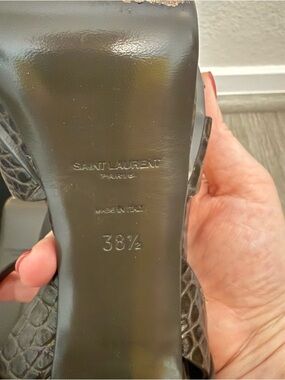 SAINT LAURENT
PARIS
MADE IN ITALY
38½